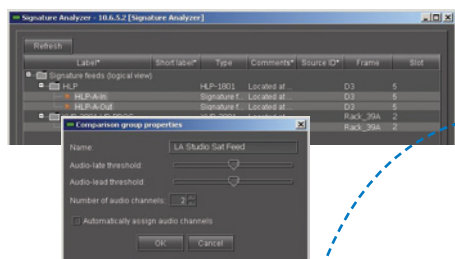 Signature Analyzer - 10.6.5.2 [Signature Analyzer]
Refresh
Label* Short label* Type Comments* Source ID* Frame Slot
Signature feeds (logical view)
HLP HLP-1801 Located at... D3 5
HLP-A-In Signature f... Located at... D3 5
HLP-A-Out Signature f... Located at... D3 5
Located at... Rack_39A 2
Rack_39A 2
Comparison group properties
Name: LA Studio Sat Feed
Audio-late threshold
Audio-lead threshold
Number of audio channels: 2
Automatically assign audio channels
OK Cancel